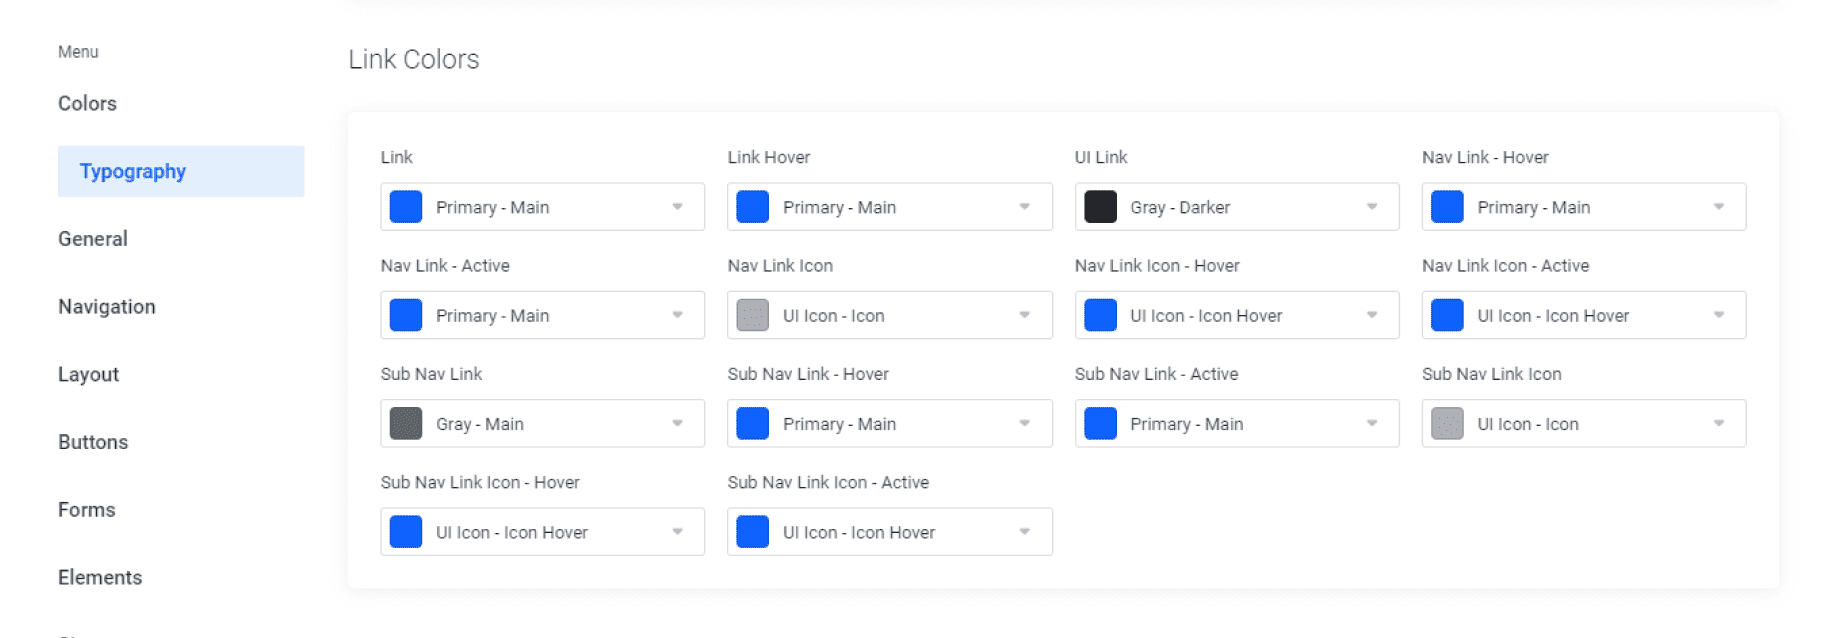 Menu
Colors
Typography
General
Navigation
Layout
Buttons
Forms
Elements
Link Colors
Link
Link Hover
UI Link
Nav Link - Hover
Primary - Main
Primary - Main
Gray - Darker
Primary - Main
Nav Link - Active
Nav Link Icon
Nav Link Icon - Hover
Nav Link Icon - Active
Primary - Main
UI Icon - Icon
UI Icon - Icon Hover
UI Icon - Icon Hover
Sub Nav Link
Sub Nav Link - Hover
Sub Nav Link - Active
Sub Nav Link Icon
Gray - Main
Primary - Main
Primary - Main
UI Icon - Icon
Sub Nav Link Icon - Hover
Sub Nav Link Icon - Active
UI Icon - Icon Hover
UI Icon - Icon Hover